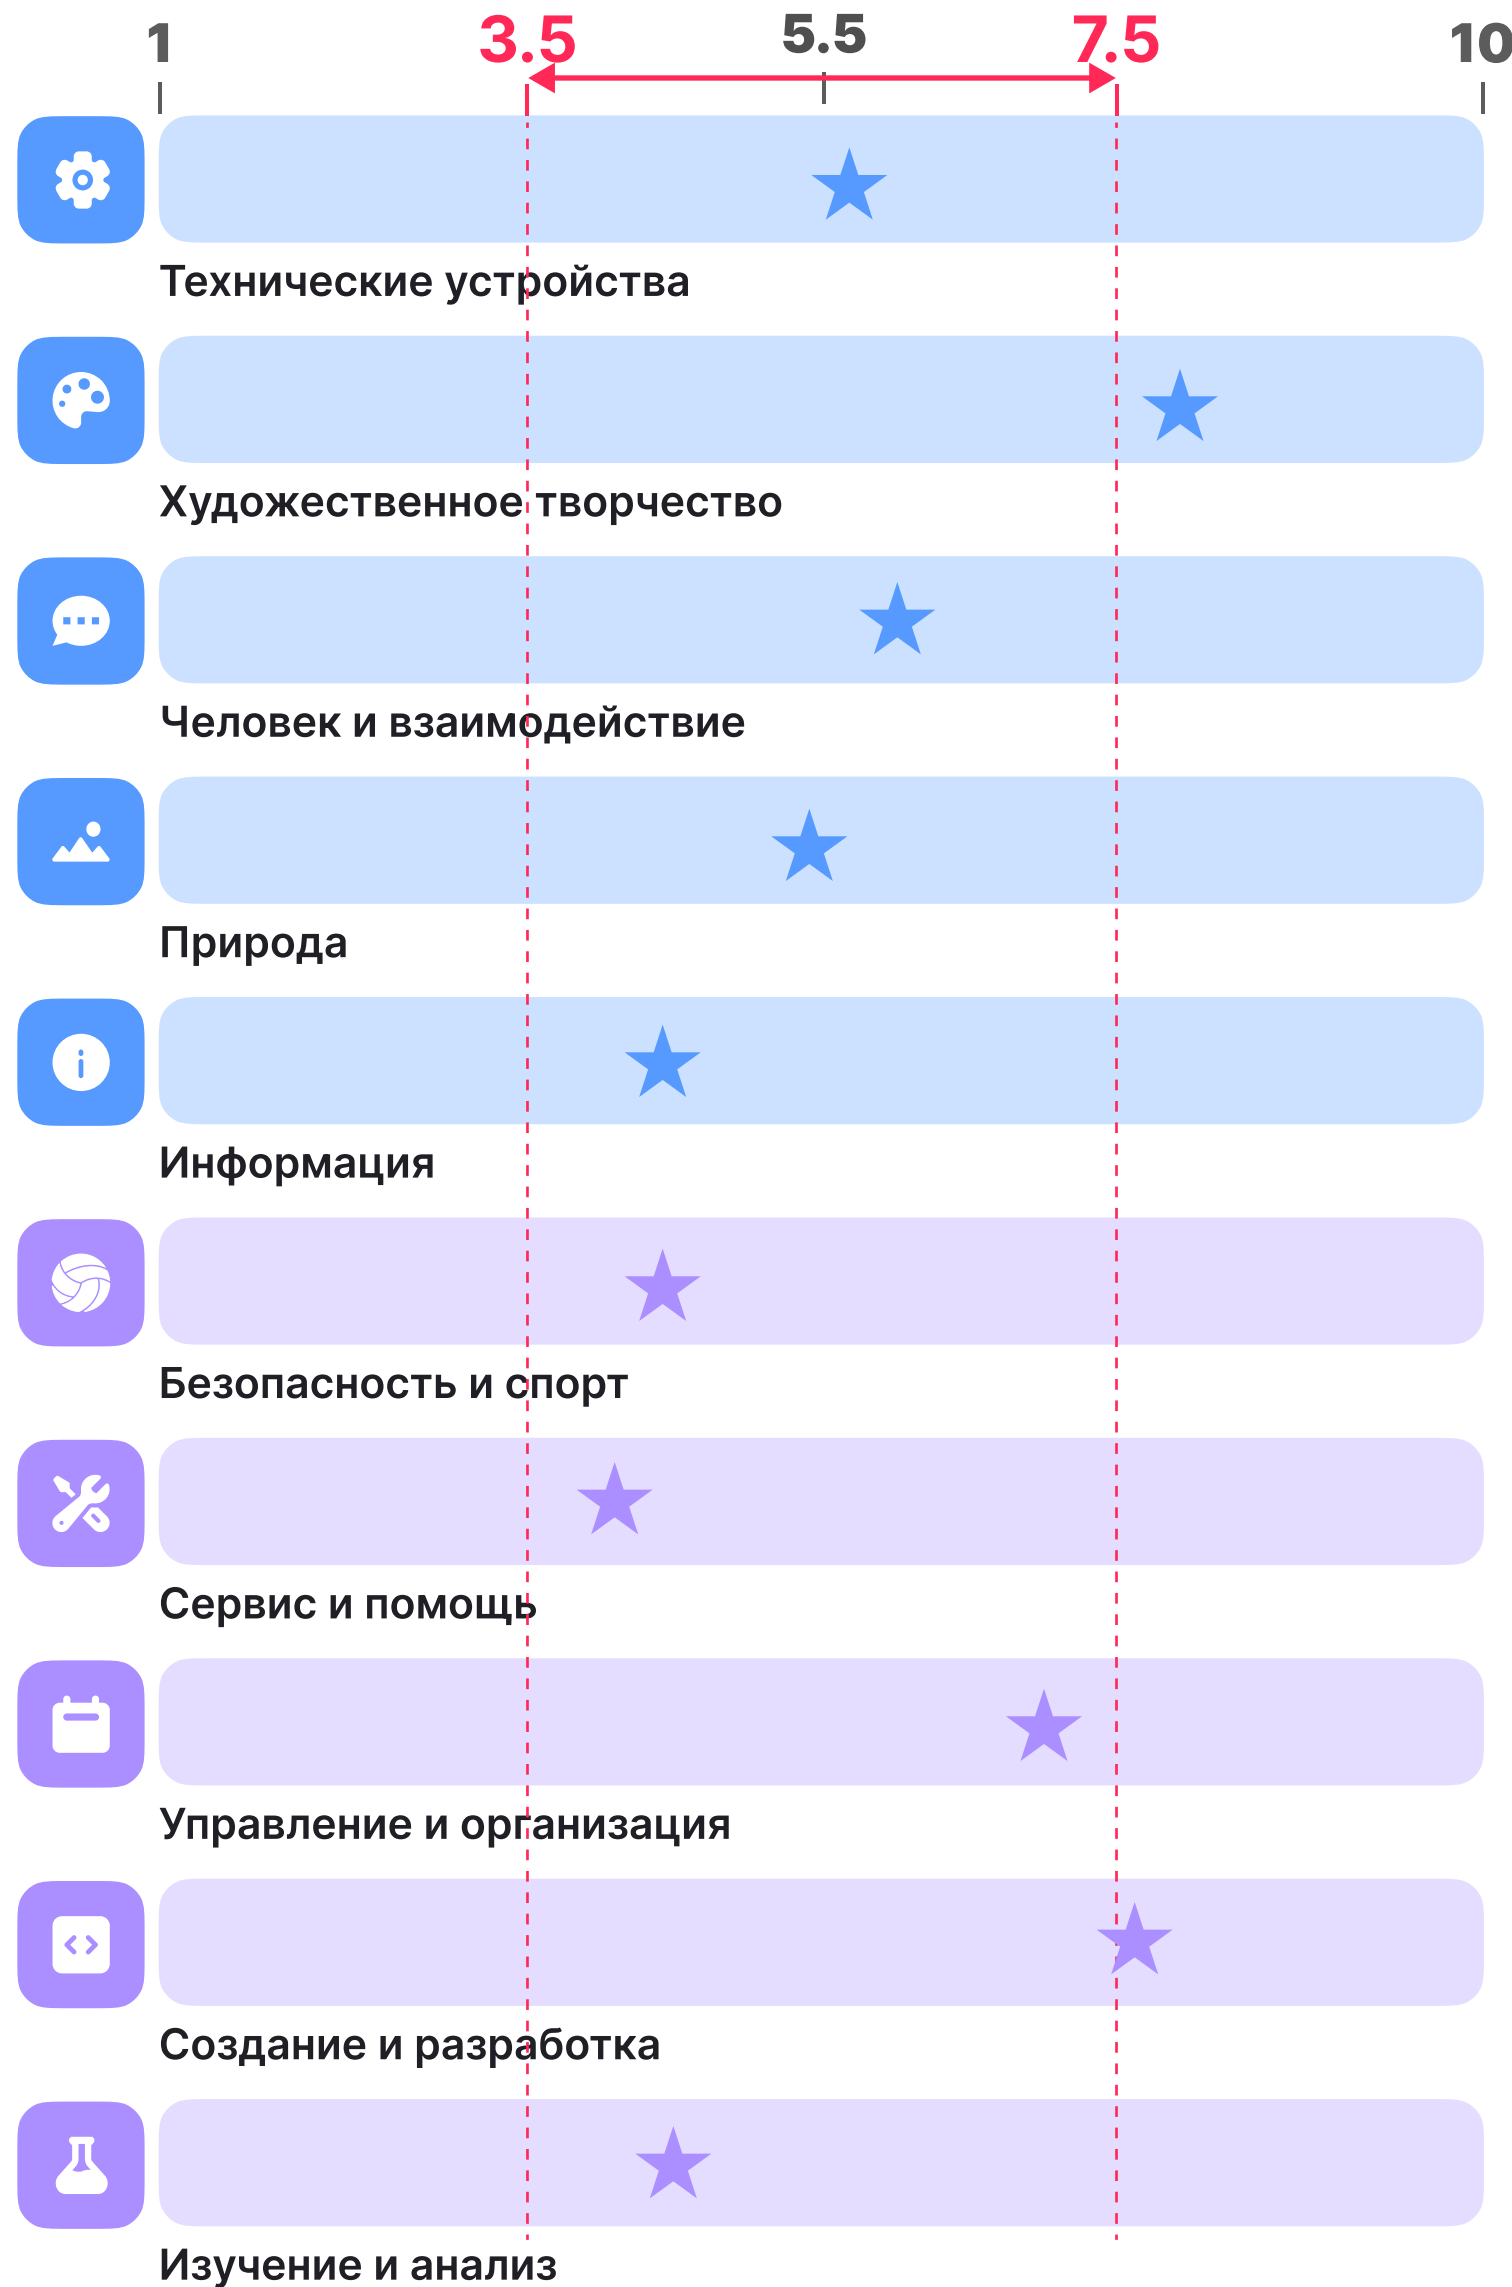 1 3.5 5.5 7.5 10
Технические устройства
Художественное творчество
Человек и взаимодействие
Природа
Информация
Безопасность и спорт
Сервис и помощь
Управление и организация
Создание и разработка
Изучение и анализ